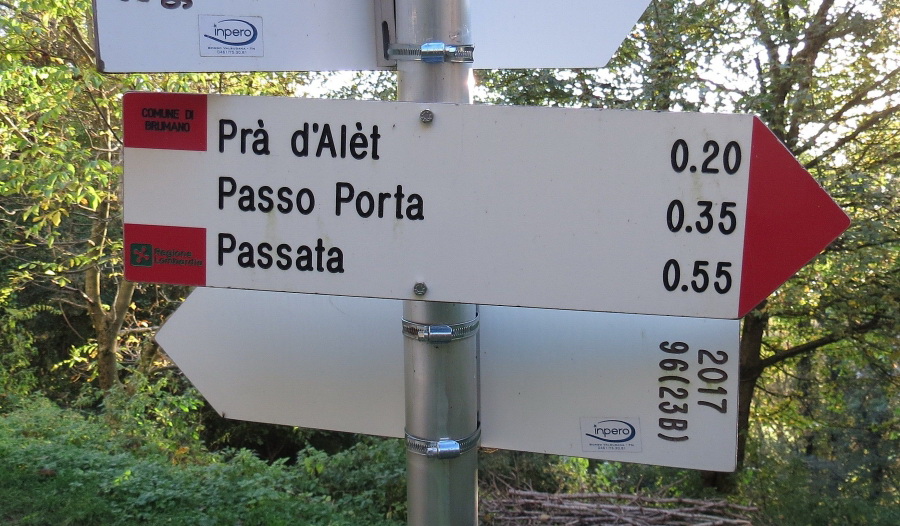 inpero
COMUNE DI
BRUMANO
Prà d'Alèt 0.20
Passo Porta 0.35
Passata 0.55
Regione
Lombardia
2017
96(23B)
inpero